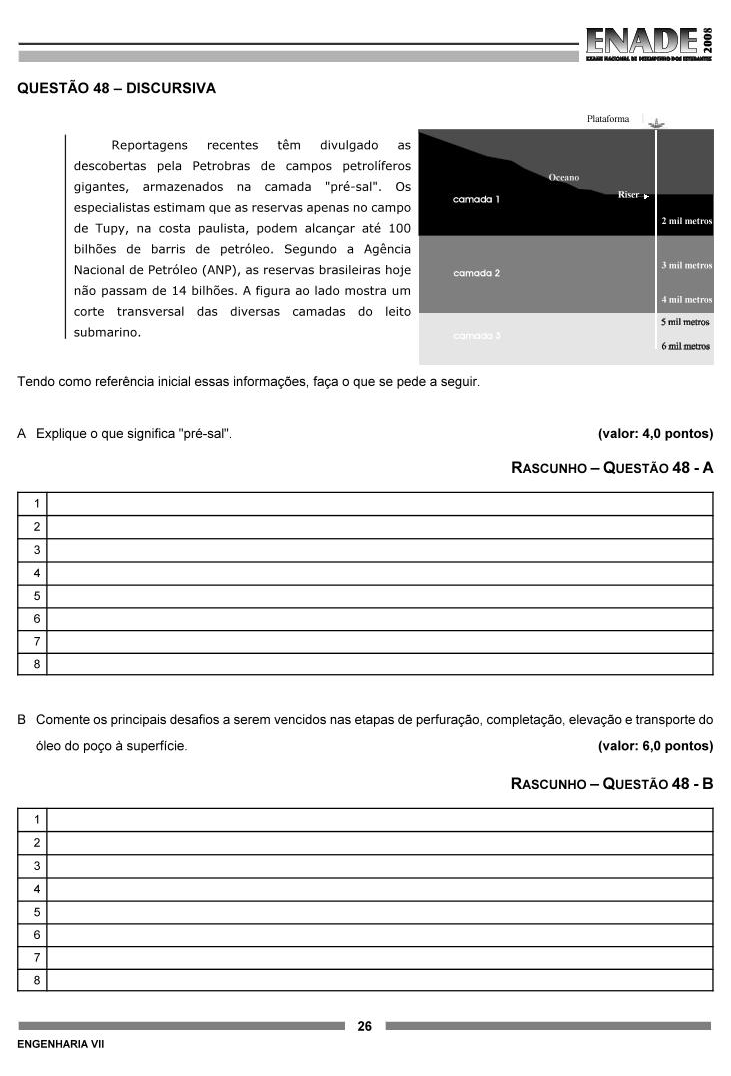 ENADE 2008
EXAME NACIONAL DE DESEMPENHO DOS ESTUDANTES
QUESTÃO 48 – DISCURSIVA
Reportagens recentes têm divulgado as
descobertas pela Petrobras de campos petrolíferos
gigantes, armazenados na camada "pré-sal". Os
especialistas estimam que as reservas apenas no campo
de Tupy, na costa paulista, podem alcançar até 100
bilhões de barris de petróleo. Segundo a Agência
Nacional de Petróleo (ANP), as reservas brasileiras hoje
não passam de 14 bilhões. A figura ao lado mostra um
corte transversal das diversas camadas do leito
submarino.
Plataforma
Oceano
Riser
camada 1
2 mil metros
camada 2
3 mil metros
4 mil metros
camada 3
5 mil metros
6 mil metros
Tendo como referência inicial essas informações, faça o que se pede a seguir.
A Explique o que significa "pré-sal". (valor: 4,0 pontos)
RASCUNHO – QUESTÃO 48 - A
1
2
3
4
5
6
7
8
B Comente os principais desafios a serem vencidos nas etapas de perfuração, completação, elevação e transporte do
óleo do poço à superfície. (valor: 6,0 pontos)
RASCUNHO – QUESTÃO 48 - B
1
2
3
4
5
6
7
8
26
ENGENHARIA VII